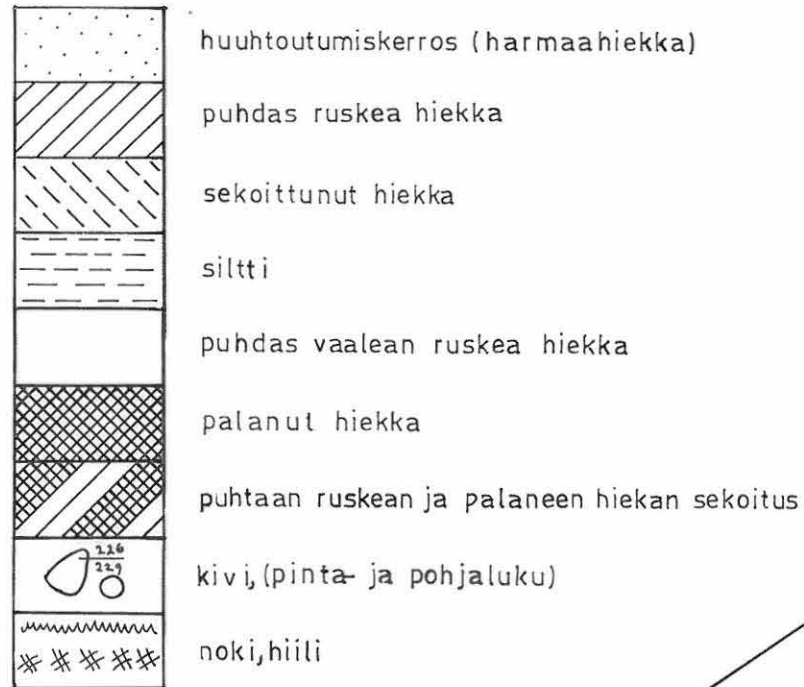 huuhtoutumiskerros (harmaahiekka)
puhdas ruskea hiekka
sekoittunut hiekka
siltti
puhdas vaalean ruskea hiekka
palanut hiekka
puhtaan ruskean ja palaneen hiekan sekoitus
226
229
kivi, (pinta- ja pohjaluku)
noki, hiili